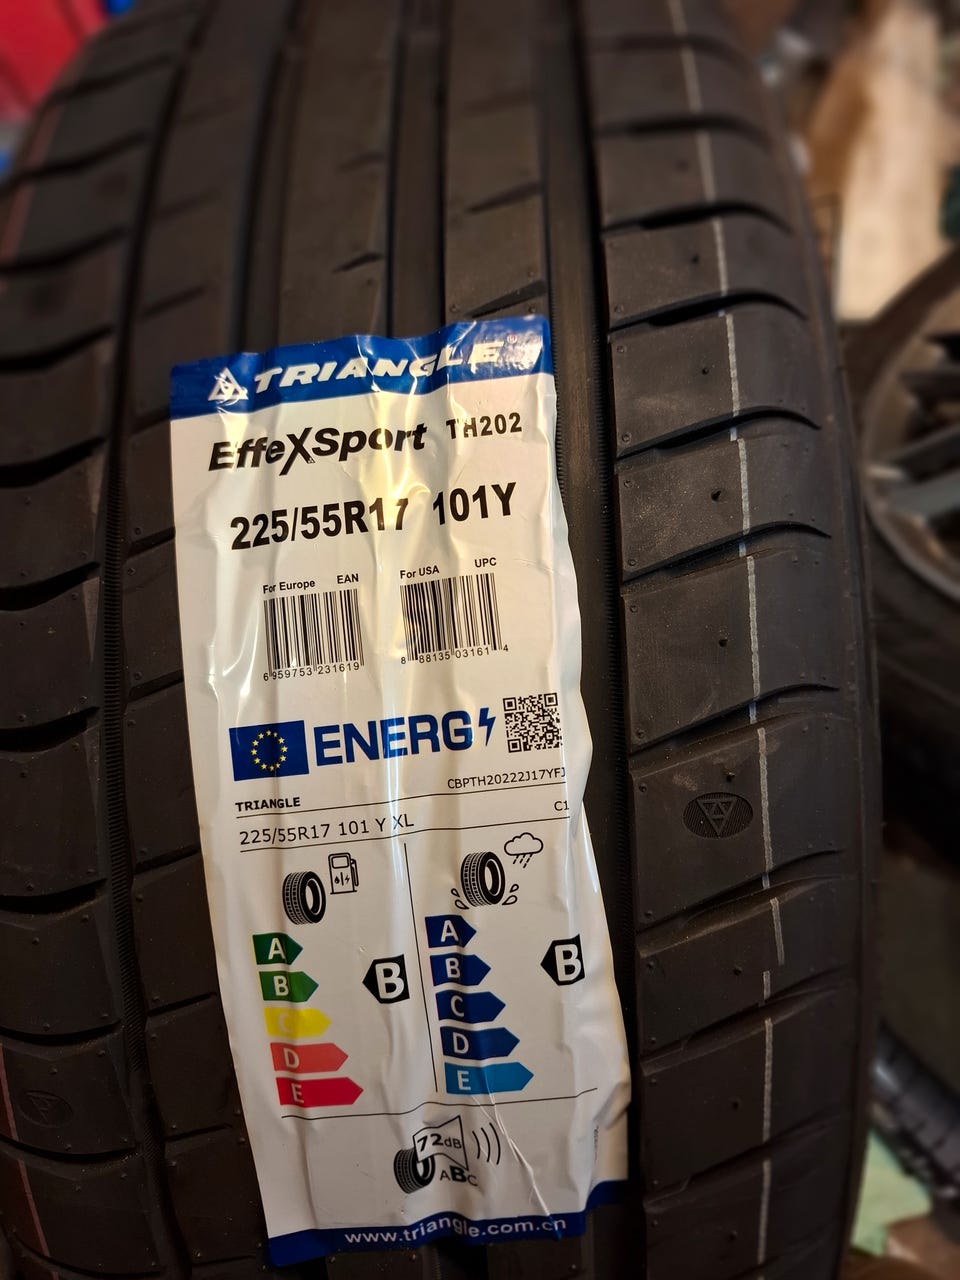 TRIANGLE®
EffeXSport TH202
225/55R17 101Y
For Europe EAN
For USA UPC
6 959753 231619
8 88135 03161 4
ENERG
CBPTH20222J17YFJ
TRIANGLE
C1
225/55R17 101 Y XL
A
B
C
D
E
B
A
B
C
D
E
B
72dB
ABC
www.triangle.com.cn